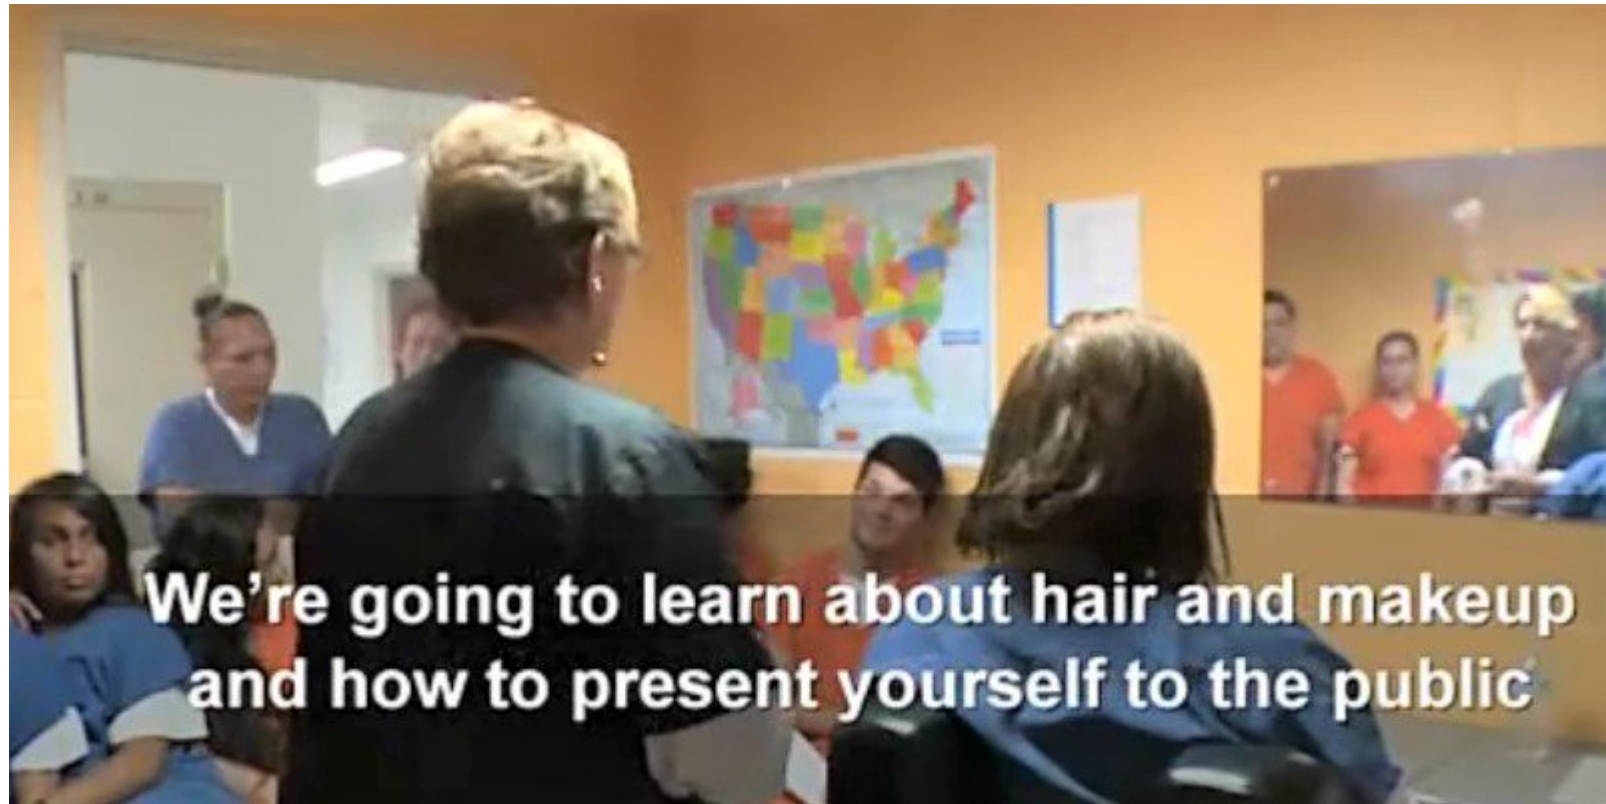 We're going to learn about hair and makeup
and how to present yourself to the public